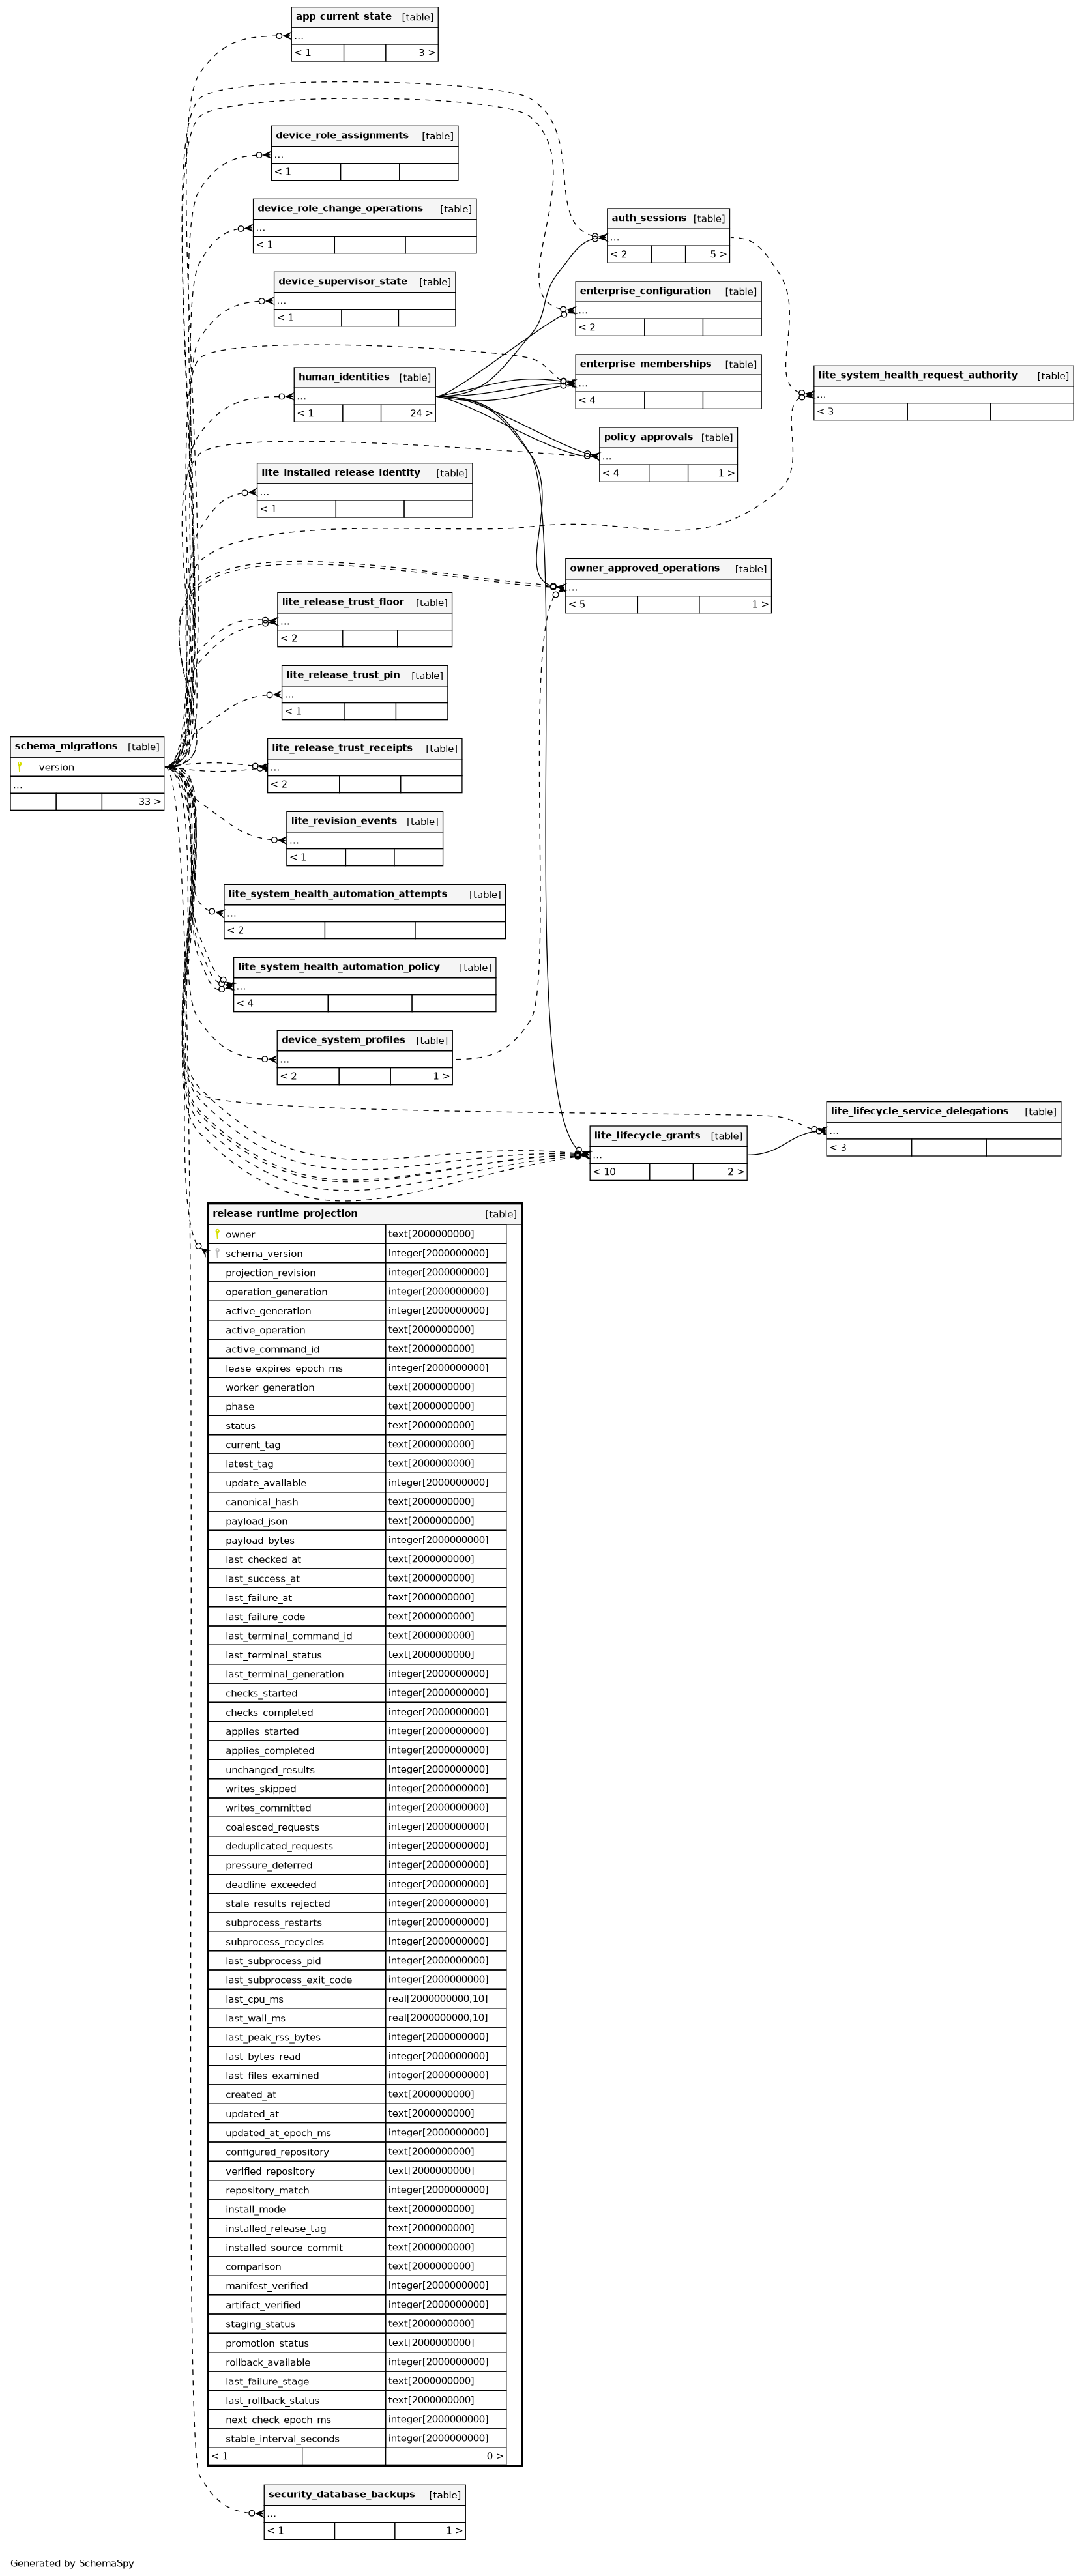 app_current_state [table]
...
< 1 3 >
device_role_assignments [table]
...
< 1
device_role_change_operations [table]
...
< 1
auth_sessions [table]
...
< 2 5 >
device_supervisor_state [table]
...
< 1
enterprise_configuration [table]
...
< 2
enterprise_memberships [table]
...
< 4
human_identities [table]
...
< 1 24 >
lite_system_health_request_authority [table]
...
< 3
policy_approvals [table]
...
< 4 1 >
lite_installed_release_identity [table]
...
< 1
owner_approved_operations [table]
...
< 5 1 >
lite_release_trust_floor [table]
...
< 2
lite_release_trust_pin [table]
...
< 1
schema_migrations [table]
version
...
33 >
lite_release_trust_receipts [table]
...
< 2
lite_revision_events [table]
...
< 1
lite_system_health_automation_attempts [table]
...
< 2
lite_system_health_automation_policy [table]
...
< 4
device_system_profiles [table]
...
< 2 1 >
lite_lifecycle_service_delegations [table]
...
< 3
lite_lifecycle_grants [table]
...
< 10 2 >
release_runtime_projection [table]
owner text[2000000000]
schema_version integer[2000000000]
projection_revision integer[2000000000]
operation_generation integer[2000000000]
active_generation integer[2000000000]
active_operation text[2000000000]
active_command_id text[2000000000]
lease_expires_epoch_ms integer[2000000000]
worker_generation text[2000000000]
phase text[2000000000]
status text[2000000000]
current_tag text[2000000000]
latest_tag text[2000000000]
update_available integer[2000000000]
canonical_hash text[2000000000]
payload_json text[2000000000]
payload_bytes integer[2000000000]
last_checked_at text[2000000000]
last_success_at text[2000000000]
last_failure_at text[2000000000]
last_failure_code text[2000000000]
last_terminal_command_id text[2000000000]
last_terminal_status text[2000000000]
last_terminal_generation integer[2000000000]
checks_started integer[2000000000]
checks_completed integer[2000000000]
applies_started integer[2000000000]
applies_completed integer[2000000000]
unchanged_results integer[2000000000]
writes_skipped integer[2000000000]
writes_committed integer[2000000000]
coalesced_requests integer[2000000000]
deduplicated_requests integer[2000000000]
pressure_deferred integer[2000000000]
deadline_exceeded integer[2000000000]
stale_results_rejected integer[2000000000]
subprocess_restarts integer[2000000000]
subprocess_recycles integer[2000000000]
last_subprocess_pid integer[2000000000]
last_subprocess_exit_code integer[2000000000]
last_cpu_ms real[2000000000,10]
last_wall_ms real[2000000000,10]
last_peak_rss_bytes integer[2000000000]
last_bytes_read integer[2000000000]
last_files_examined integer[2000000000]
created_at text[2000000000]
updated_at text[2000000000]
updated_at_epoch_ms integer[2000000000]
configured_repository text[2000000000]
verified_repository text[2000000000]
repository_match integer[2000000000]
install_mode text[2000000000]
installed_release_tag text[2000000000]
installed_source_commit text[2000000000]
comparison text[2000000000]
manifest_verified integer[2000000000]
artifact_verified integer[2000000000]
staging_status text[2000000000]
promotion_status text[2000000000]
rollback_available integer[2000000000]
last_failure_stage text[2000000000]
last_rollback_status text[2000000000]
next_check_epoch_ms integer[2000000000]
stable_interval_seconds integer[2000000000]
< 1 0 >
security_database_backups [table]
...
< 1 1 >
Generated by SchemaSpy